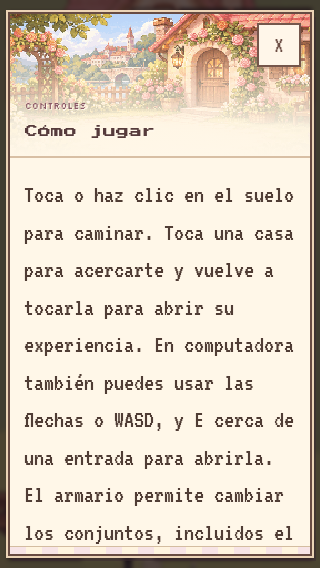 X
CONTROLES
Cómo jugar
Toca o haz clic en el suelo
para caminar. Toca una casa
para acercarte y vuelve a
tocarla para abrir su
experiencia. En computadora
también puedes usar las
flechas o WASD, y E cerca de
una entrada para abrirla.
El armario permite cambiar
los conjuntos, incluidos el